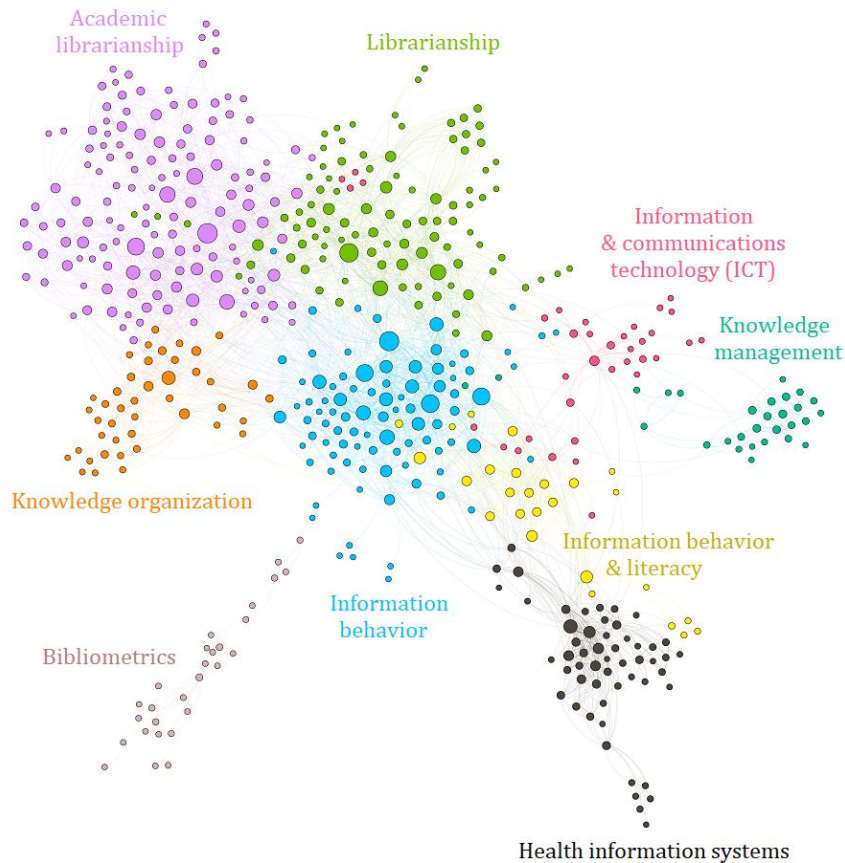 Academic
librarianship
Librarianship
Information
& communications
technology (ICT)
Knowledge
management
Knowledge organization
Information behavior
& literacy
Information
behavior
Bibliometrics
Health information systems